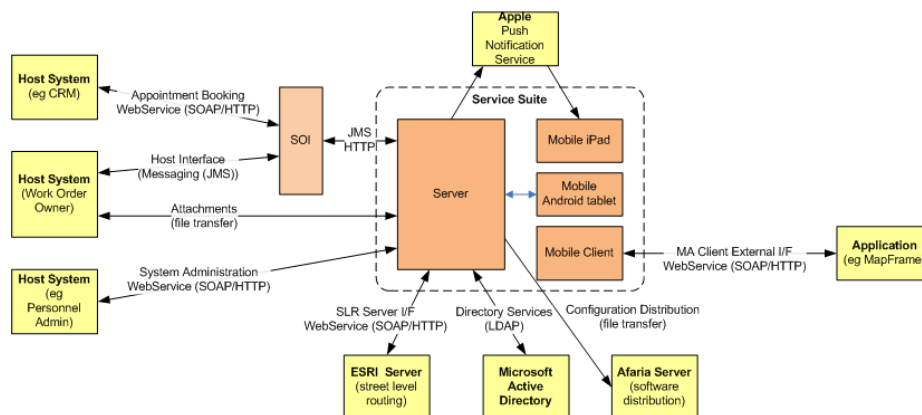 Apple
Push
Notification
Service
Host System
(eg CRM)
Appointment Booking
WebService (SOAP/HTTP)
Service Suite
SOI
JMS
HTTP
Mobile iPad
Host Interface
(Messaging (JMS))
Host System
(Work Order
Owner)
Server
Mobile
Android tablet
Attachments
(file transfer)
Mobile Client
MA Client External I/F
WebService (SOAP/HTTP)
Application
(eg MapFrame)
System Administration
WebService (SOAP/HTTP)
Host System
(eg
Personnel
Admin)
SLR Server I/F
WebService (SOAP/HTTP)
Directory Services
(LDAP)
Configuration Distribution
(file transfer)
ESRI Server
(street level
routing)
Microsoft
Active
Directory
Afaria Server
(software
distribution)